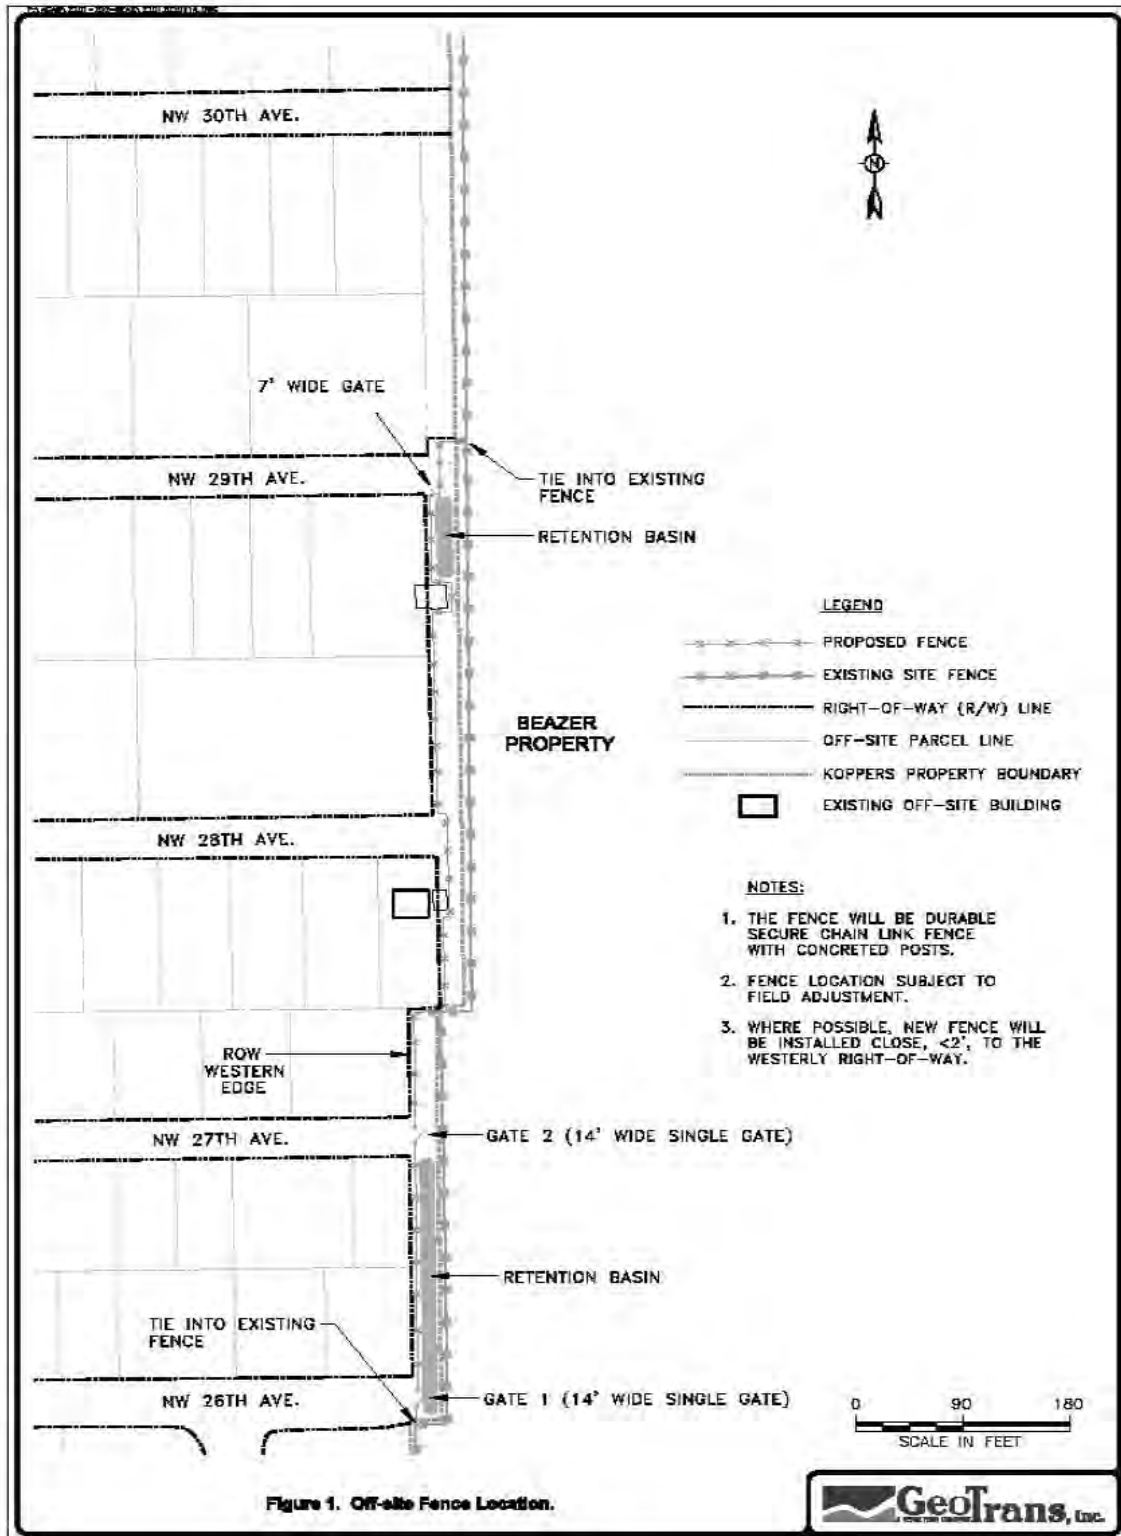 NW 30TH AVE.
N
7' WIDE GATE
NW 29TH AVE.
TIE INTO EXISTING
FENCE
RETENTION BASIN
LEGEND
PROPOSED FENCE
EXISTING SITE FENCE
RIGHT-OF-WAY (R/W) LINE
OFF-SITE PARCEL LINE
KOPPERS PROPERTY BOUNDARY
EXISTING OFF-SITE BUILDING
BEAZER
PROPERTY
NW 28TH AVE.
NOTES:
1. THE FENCE WILL BE DURABLE
SECURE CHAIN LINK FENCE
WITH CONCRETED POSTS.
2. FENCE LOCATION SUBJECT TO
FIELD ADJUSTMENT.
3. WHERE POSSIBLE, NEW FENCE WILL
BE INSTALLED CLOSE, <2', TO THE
WESTERLY RIGHT-OF-WAY.
ROW
WESTERN
EDGE
NW 27TH AVE.
GATE 2 (14' WIDE SINGLE GATE)
RETENTION BASIN
TIE INTO EXISTING
FENCE
NW 26TH AVE.
GATE 1 (14' WIDE SINGLE GATE)
0 90 180
SCALE IN FEET
Figure 1. Off-site Fence Location.
GeoTrans, Inc.